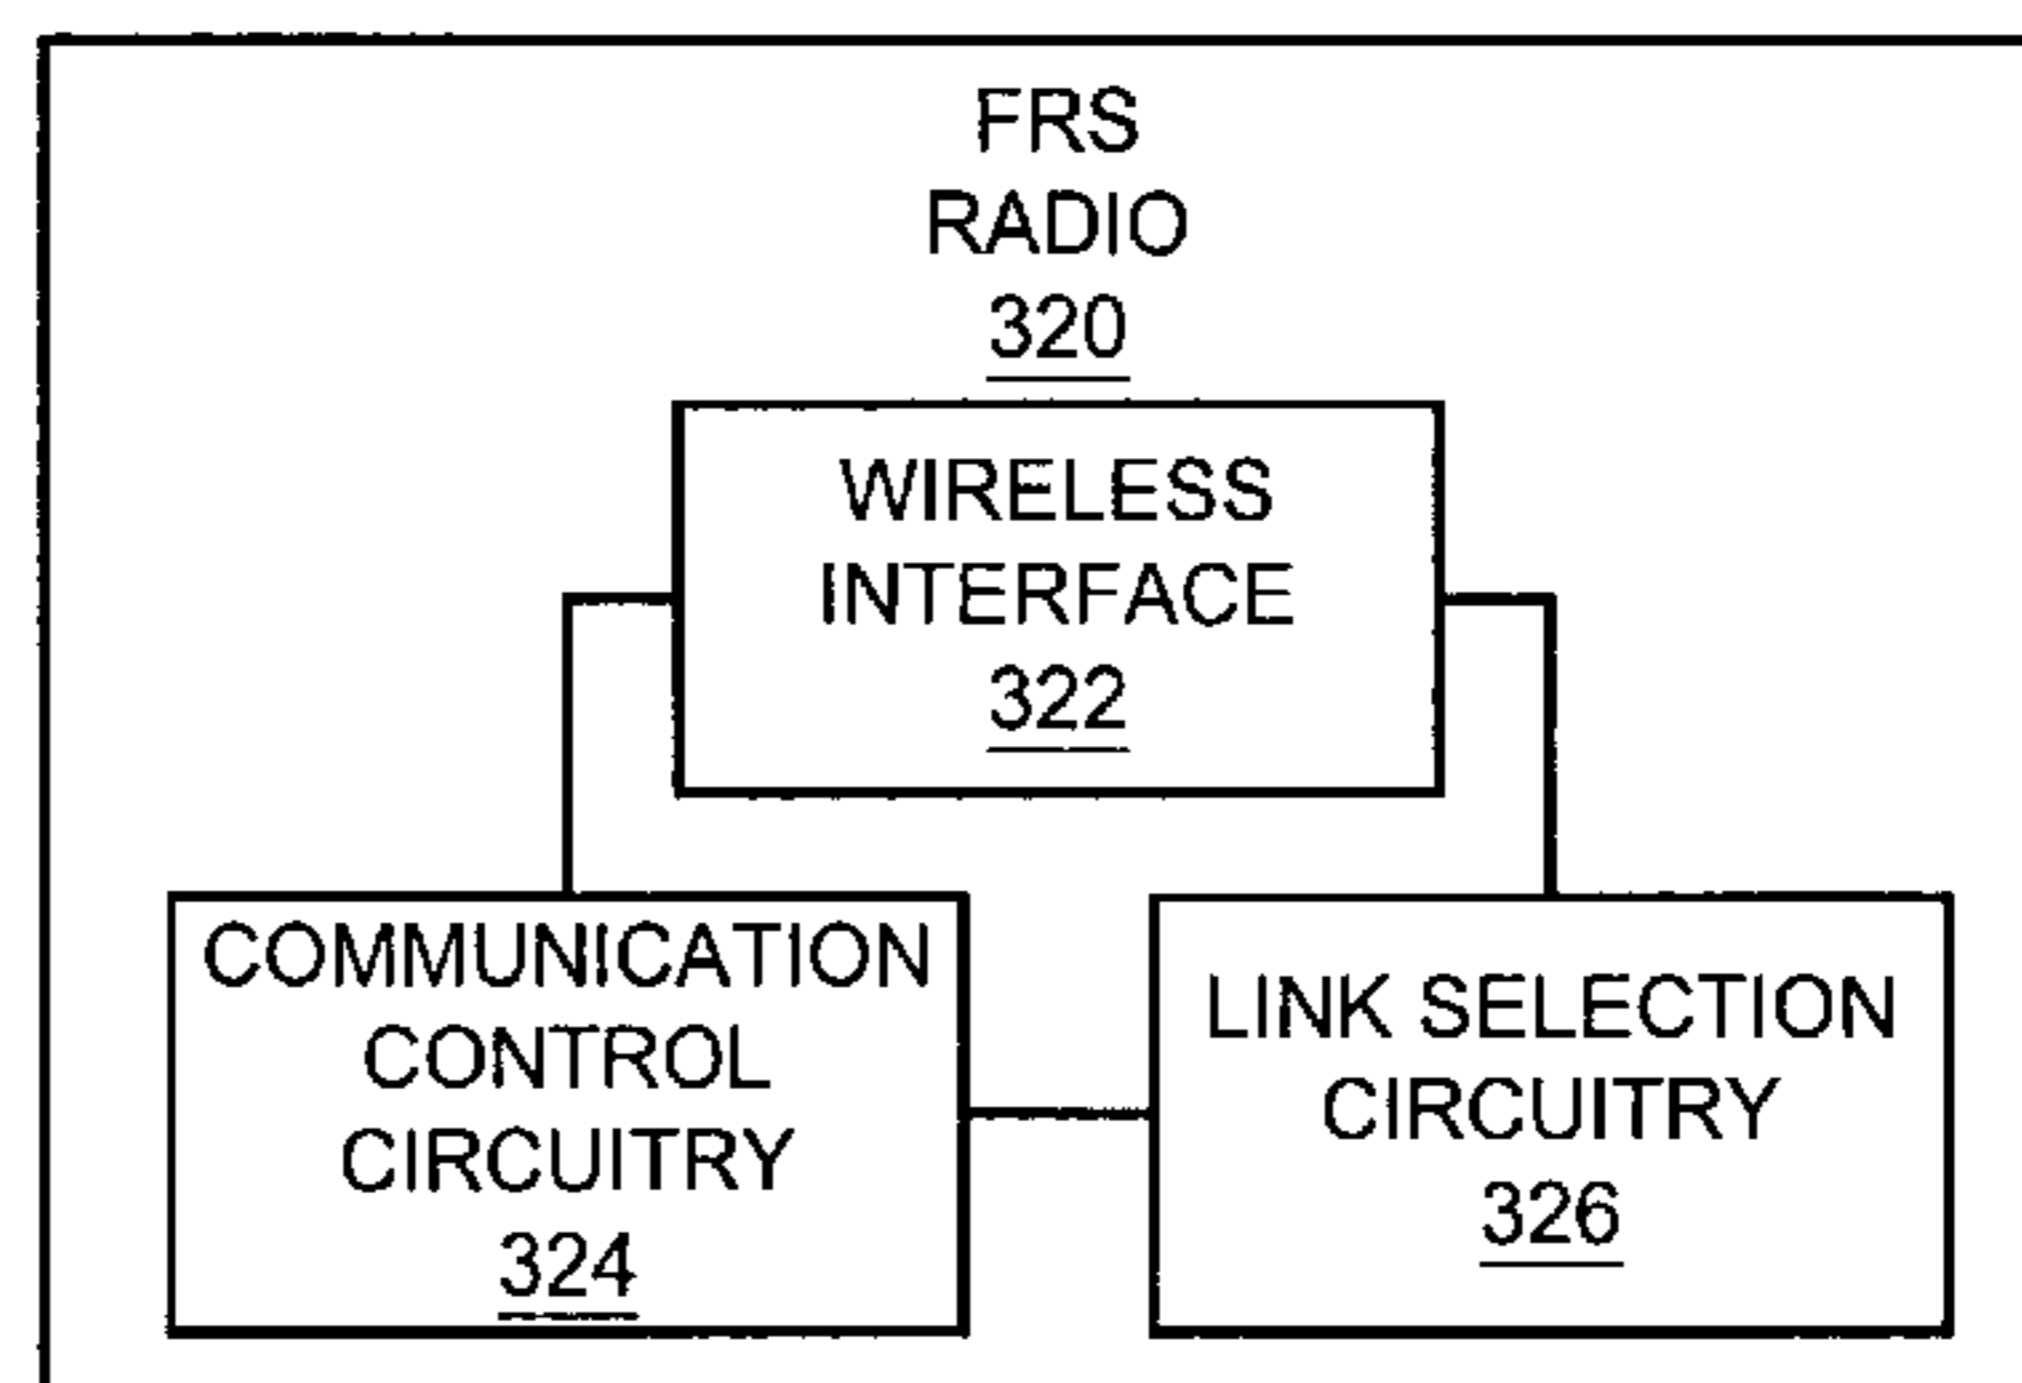 FRS
RADIO
320
WIRELESS
INTERFACE
322
COMMUNICATION
CONTROL
CIRCUITRY
324
LINK SELECTION
CIRCUITRY
326